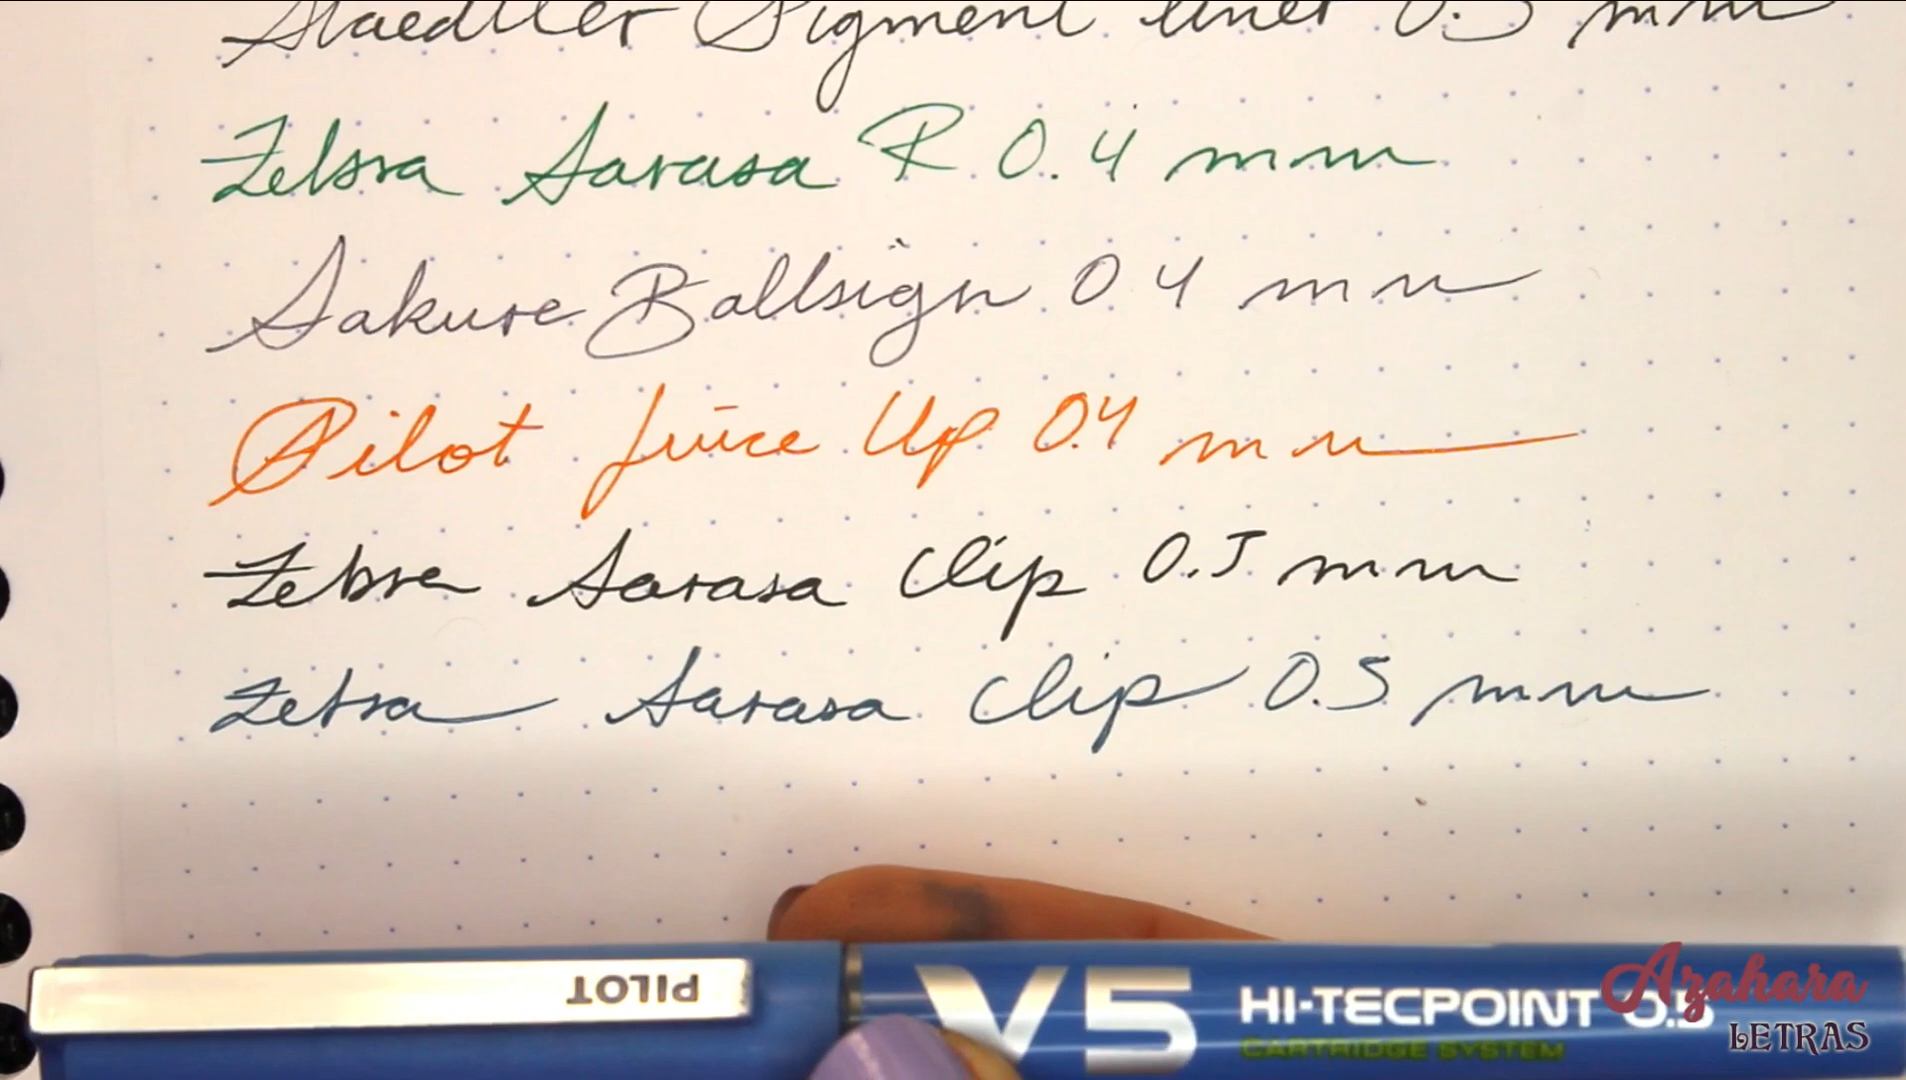 Staedtler Pigment liner 0.5 mm
Zebra Sarasa R 0.4 mm
Sakura Ballsign 04 mm
Pilot Juice Up 0.4 mm
Zebra Sarasa Clip 0.5 mm
Zebra Sarasa Clip 0.5 mm
PILOT
V5 HI-TECPOINT 0.5
CARTRIDGE SYSTEM
Azahara
LETRAS